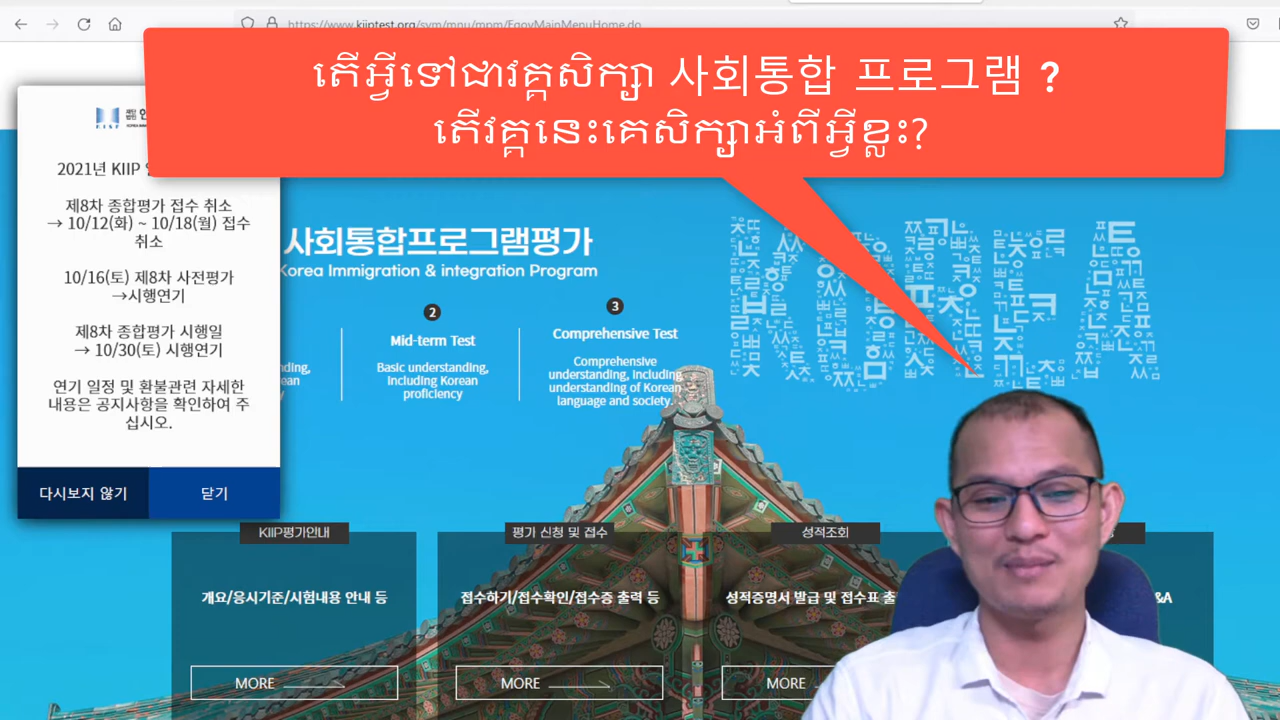 https://www.kiiptest.org/sym/mnu/mpm/EgovMainMenuHome.do
តើអ្វីទៅជាវគ្គសិក្សា 사회통합 프로그램 ?
តើវគ្គនេះគេសិក្សាអំពីអ្វីខ្លះ?
2021년 KIIP
제8차 종합평가 접수 취소
→ 10/12(화) ~ 10/18(월) 접수
취소
10/16(토) 제8차 사전평가
→시행연기
제8차 종합평가 시행일
→ 10/30(토) 시행연기
연기 일정 및 환불관련 자세한
내용은 공지사항을 확인하여 주
십시오.
다시보지 않기
닫기
사회통합프로그램평가
Korea Immigration & integration Program
2
Mid-term Test
Basic understanding,
Including Korean
proficiency
3
Comprehensive Test
Comprehensive
understanding, including
understanding of Korean
language and society.
KOREA
KIIP평가안내
개요/응시기준/시험내용 안내 등
MORE
평가 신청 및 접수
접수하기/접수확인/접수증 출력 등
MORE
성적조회
성적증명서 발급 및 접수표 출
MORE
&A